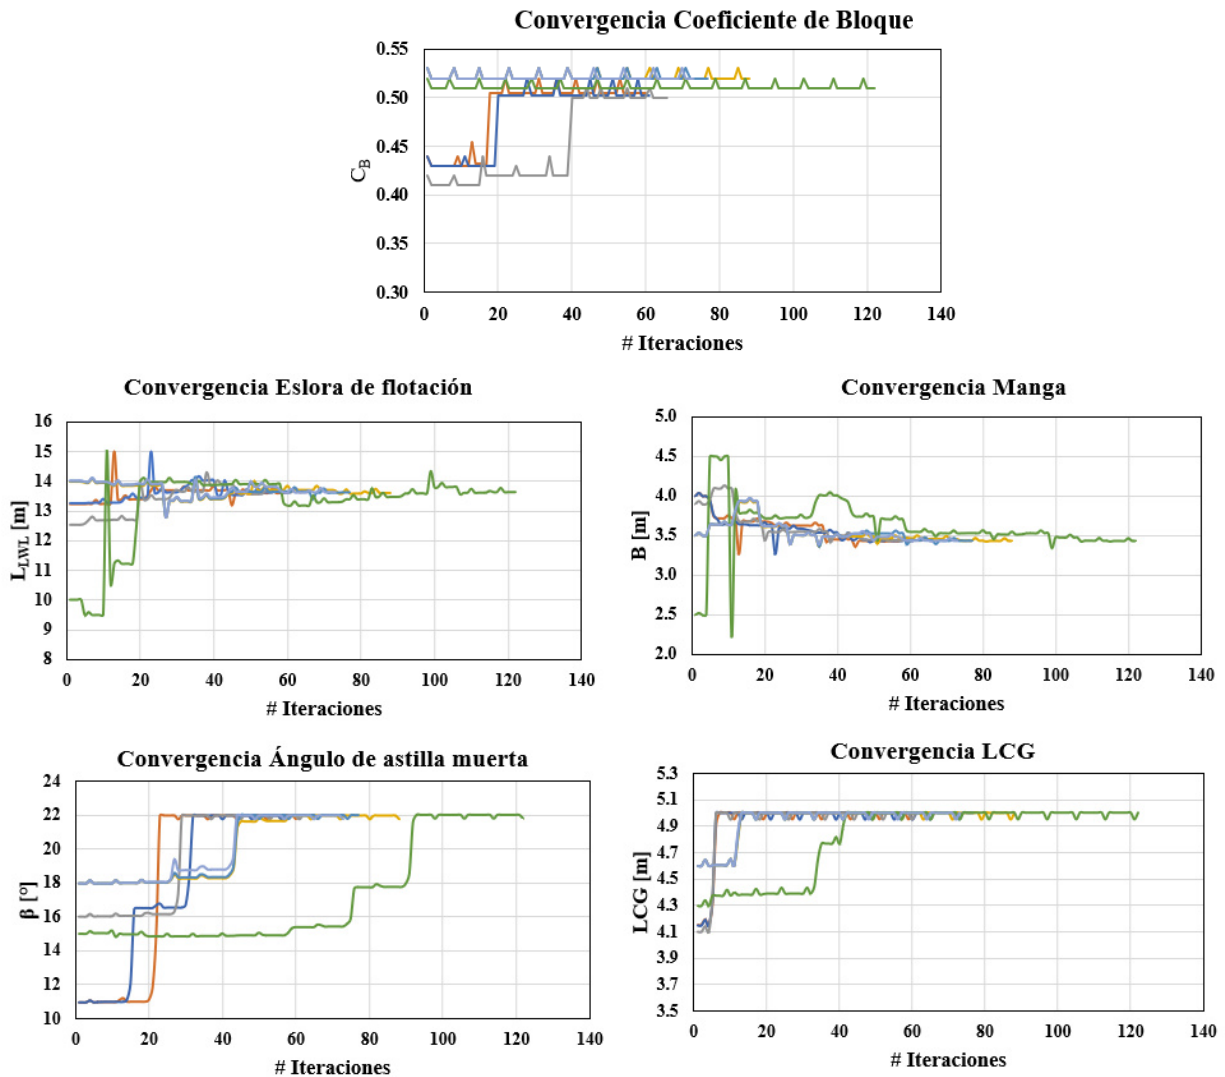 Convergencia Coeficiente de Bloque
0.55
0.50
0.45
0.40
0.35
0.30
C_B
0 20 40 60 80 100 120 140
# Iteraciones
Convergencia Eslora de flotación
16
15
14
13
12
11
10
9
8
L_LWL [m]
0 20 40 60 80 100 120 140
# Iteraciones
Convergencia Manga
5.0
4.5
4.0
3.5
3.0
2.5
2.0
B [m]
0 20 40 60 80 100 120 140
# Iteraciones
Convergencia Ángulo de astilla muerta
24
22
20
18
16
14
12
10
β [º]
0 20 40 60 80 100 120 140
# Iteraciones
Convergencia LCG
5.3
5.1
4.9
4.7
4.5
4.3
4.1
3.9
3.7
3.5
LCG [m]
0 20 40 60 80 100 120 140
# Iteraciones